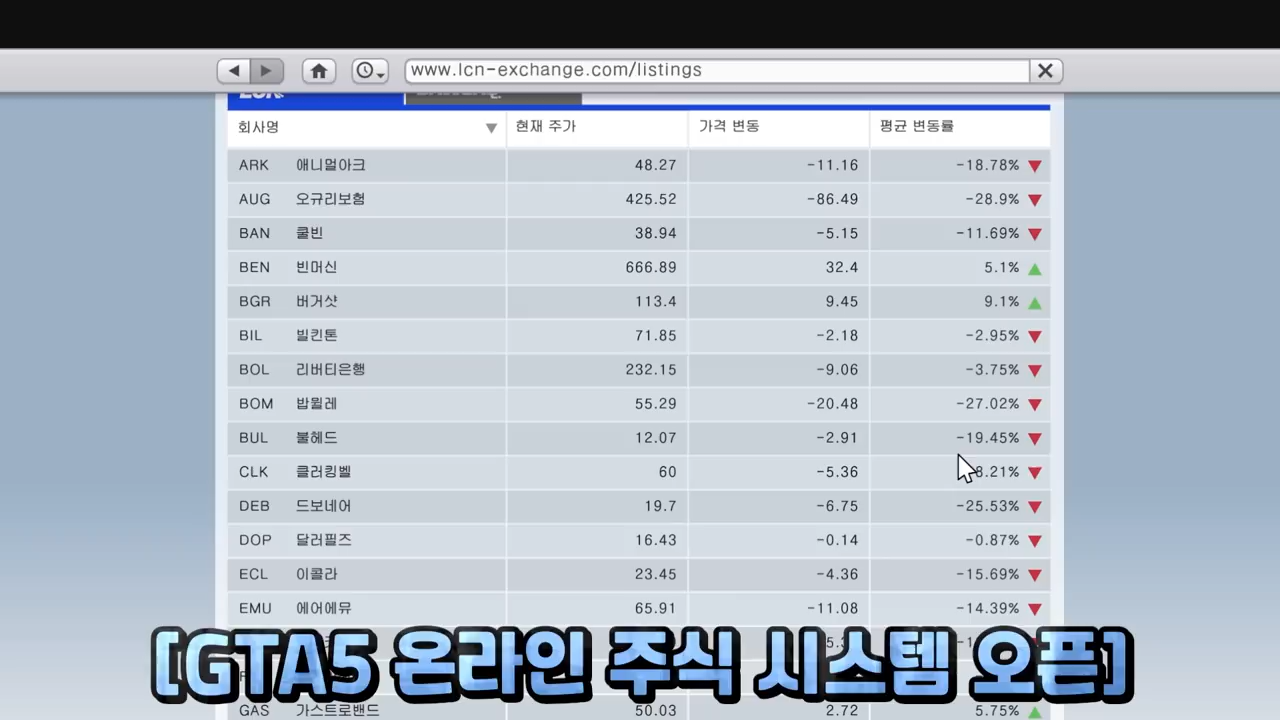 www.lcn-exchange.com/listings
회사명 현재 주가 가격 변동 평균 변동률
ARK 애니멀아크 48.27 -11.16 -18.78%
AUG 오규리보험 425.52 -86.49 -28.9%
BAN 쿨빈 38.94 -5.15 -11.69%
BEN 빈머신 666.89 32.4 5.1%
BGR 버거샷 113.4 9.45 9.1%
BIL 빌킨톤 71.85 -2.18 -2.95%
BOL 리버티은행 232.15 -9.06 -3.75%
BOM 밥뮐레 55.29 -20.48 -27.02%
BUL 불헤드 12.07 -2.91 -19.45%
CLK 클러킹벨 60 -5.36 8.21%
DEB 드보네어 19.7 -6.75 -25.53%
DOP 달러필즈 16.43 -0.14 -0.87%
ECL 이콜라 23.45 -4.36 -15.69%
EMU 에어에뮤 65.91 -11.08 -14.39%
[GTA5 온라인 주식 시스템 오픈]
GAS 가스트로밴드 50.03 2.72 5.75%